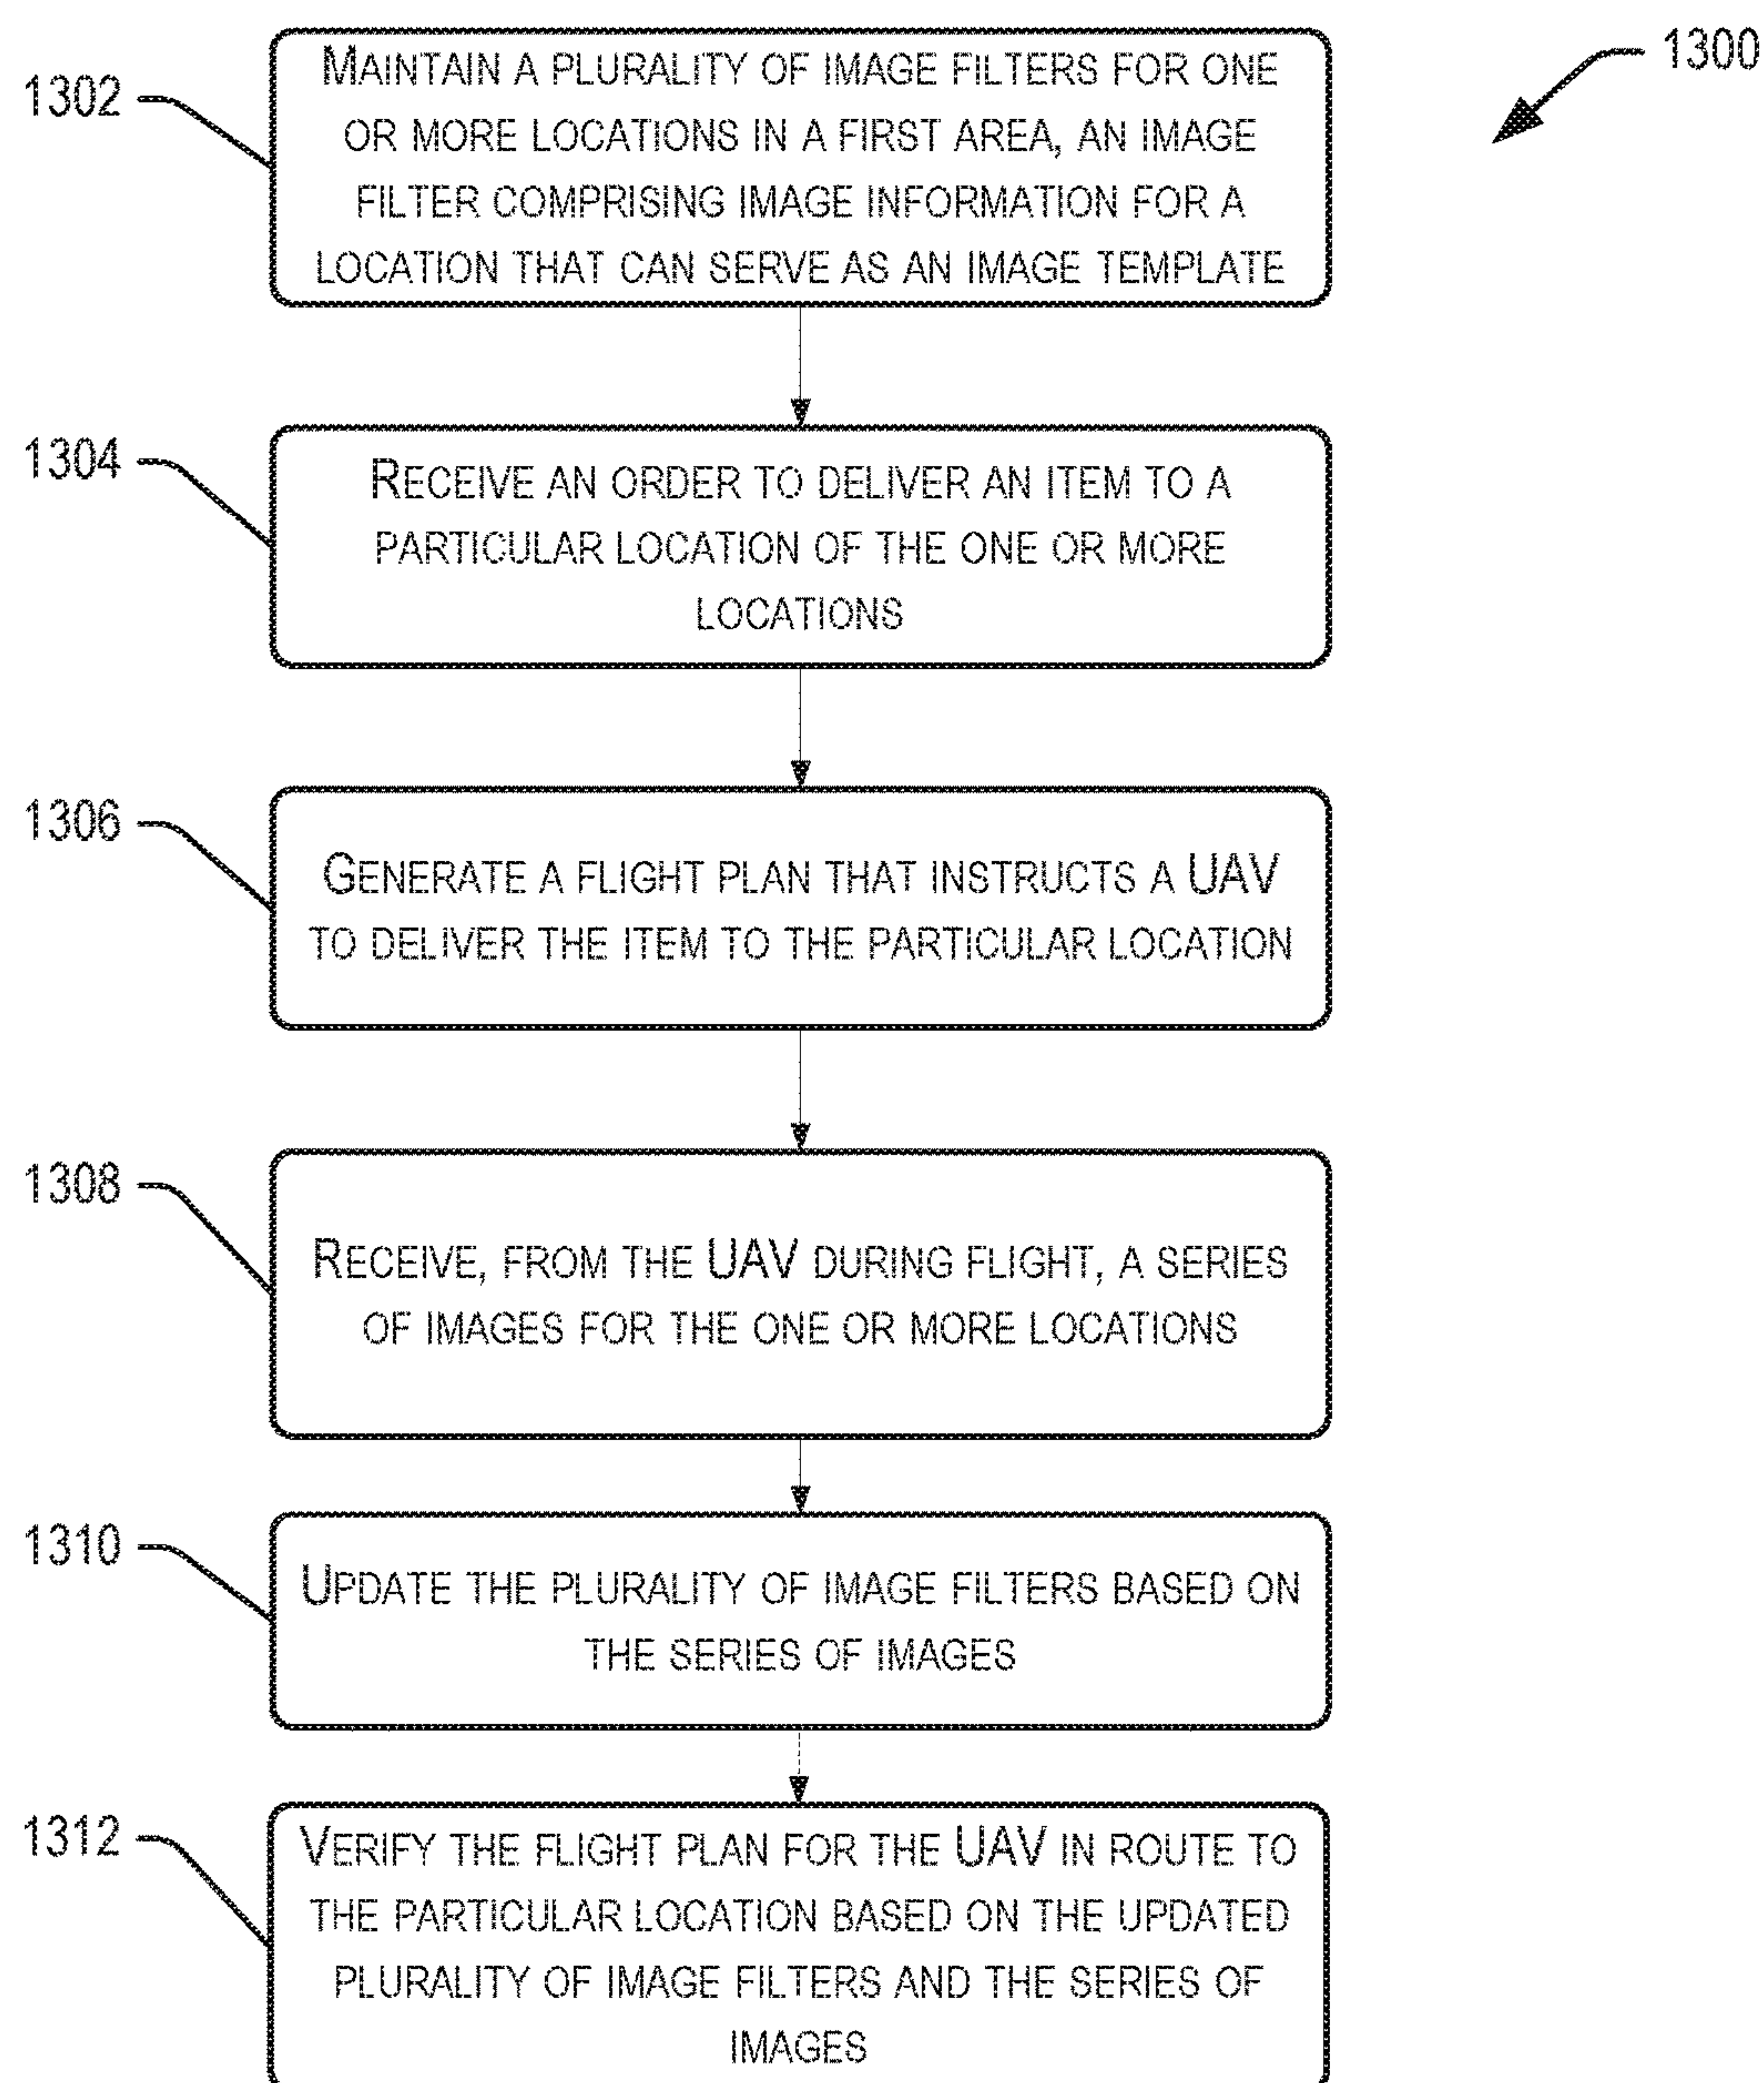 1300
1302
MAINTAIN A PLURALITY OF IMAGE FILTERS FOR ONE
OR MORE LOCATIONS IN A FIRST AREA, AN IMAGE
FILTER COMPRISING IMAGE INFORMATION FOR A
LOCATION THAT CAN SERVE AS AN IMAGE TEMPLATE
1304
RECEIVE AN ORDER TO DELIVER AN ITEM TO A
PARTICULAR LOCATION OF THE ONE OR MORE
LOCATIONS
1306
GENERATE A FLIGHT PLAN THAT INSTRUCTS A UAV
TO DELIVER THE ITEM TO THE PARTICULAR LOCATION
1308
RECEIVE, FROM THE UAV DURING FLIGHT, A SERIES
OF IMAGES FOR THE ONE OR MORE LOCATIONS
1310
UPDATE THE PLURALITY OF IMAGE FILTERS BASED ON
THE SERIES OF IMAGES
1312
VERIFY THE FLIGHT PLAN FOR THE UAV IN ROUTE TO
THE PARTICULAR LOCATION BASED ON THE UPDATED
PLURALITY OF IMAGE FILTERS AND THE SERIES OF
IMAGES